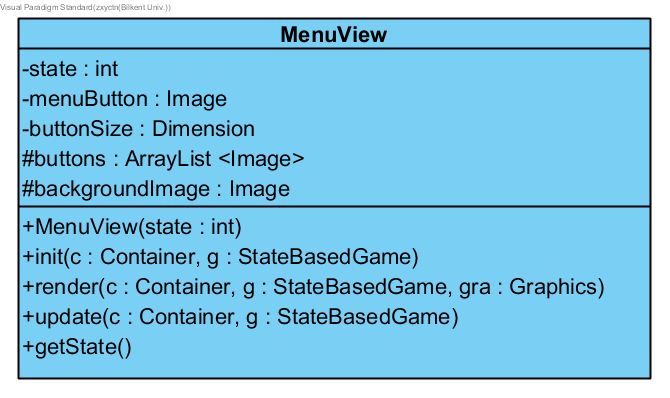 Visual Paradigm Standard(zxyctn(Bilkent Univ.))
MenuView
-state : int
-menuButton : Image
-buttonSize : Dimension
#buttons : ArrayList <Image>
#backgroundImage : Image
+MenuView(state : int)
+init(c : Container, g : StateBasedGame)
+render(c : Container, g : StateBasedGame, gra : Graphics)
+update(c : Container, g : StateBasedGame)
+getState()